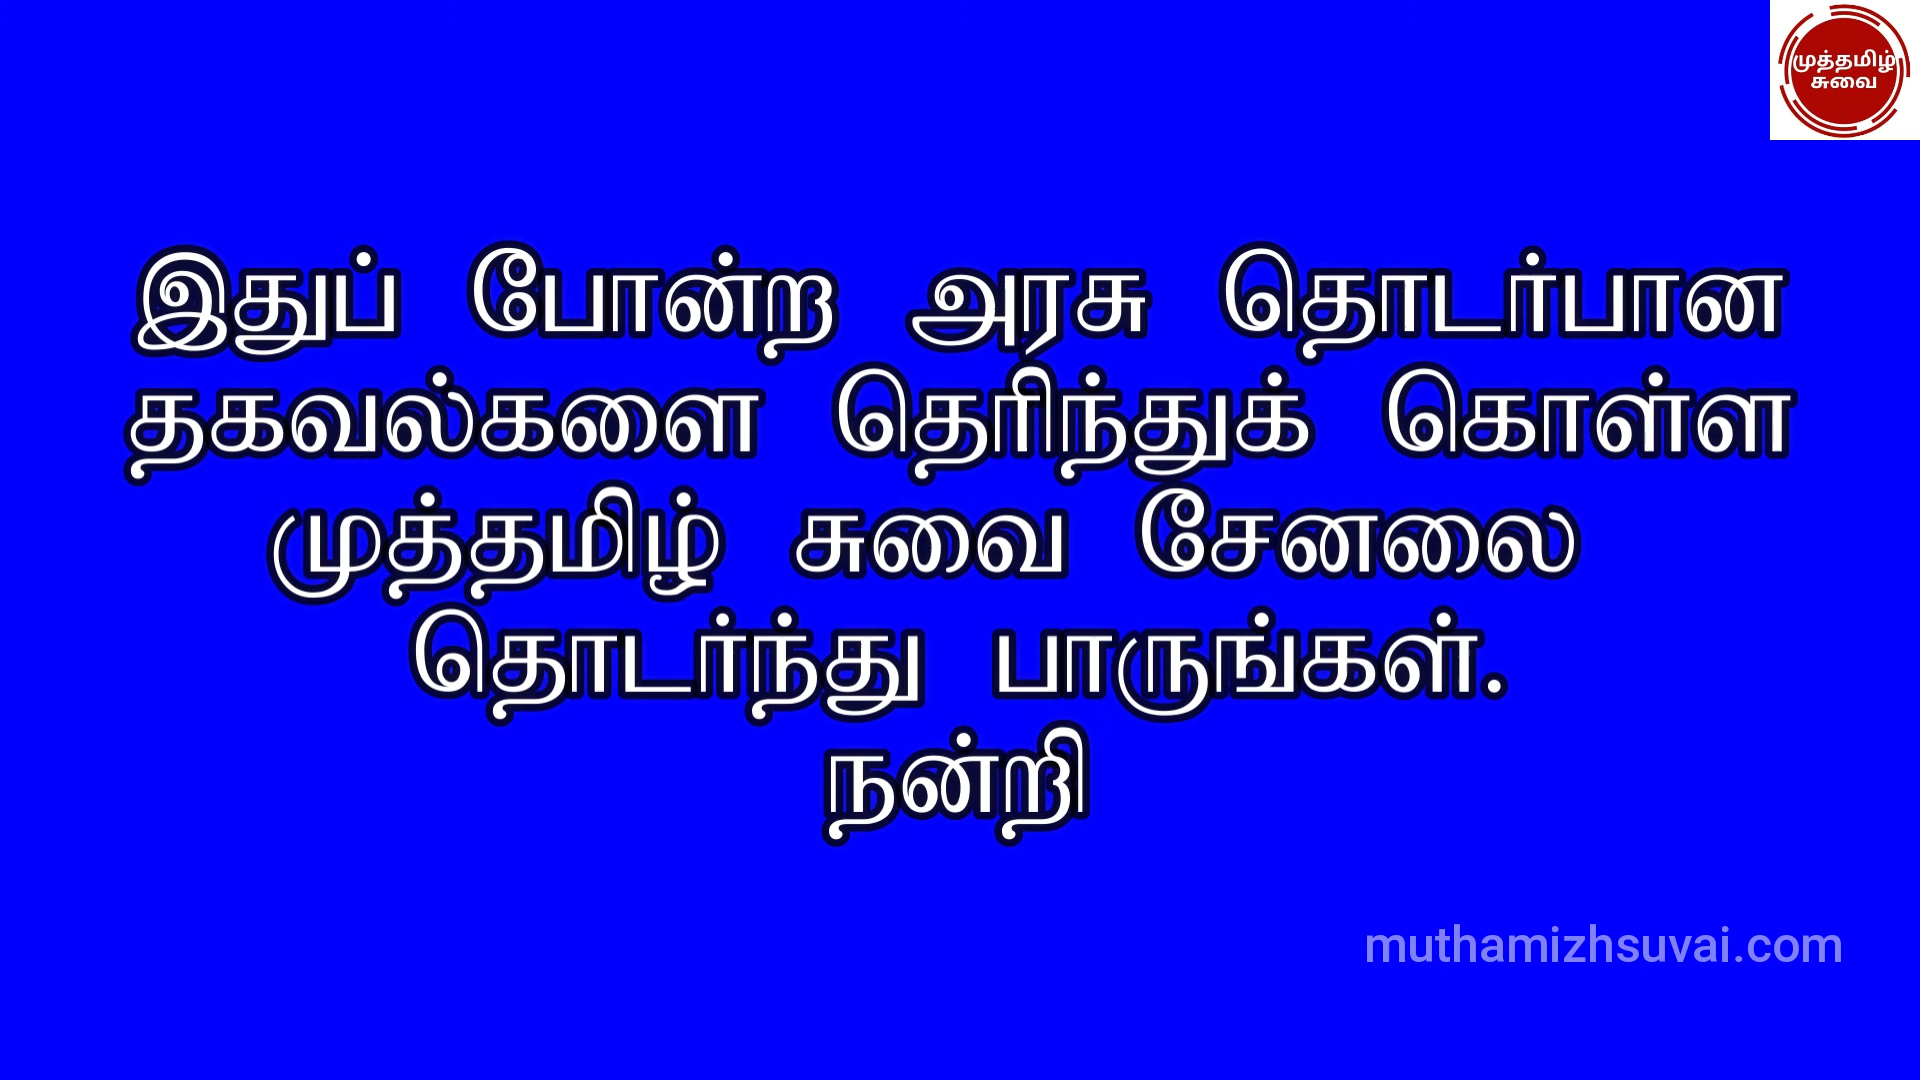 முத்தமிழ்
சுவை
இதுப் போன்ற அரசு தொடர்பான
தகவல்களை தெரிந்துக் கொள்ள
முத்தமிழ் சுவை சேனலை
தொடர்ந்து பாருங்கள்.
நன்றி
muthamizhsuvai.com